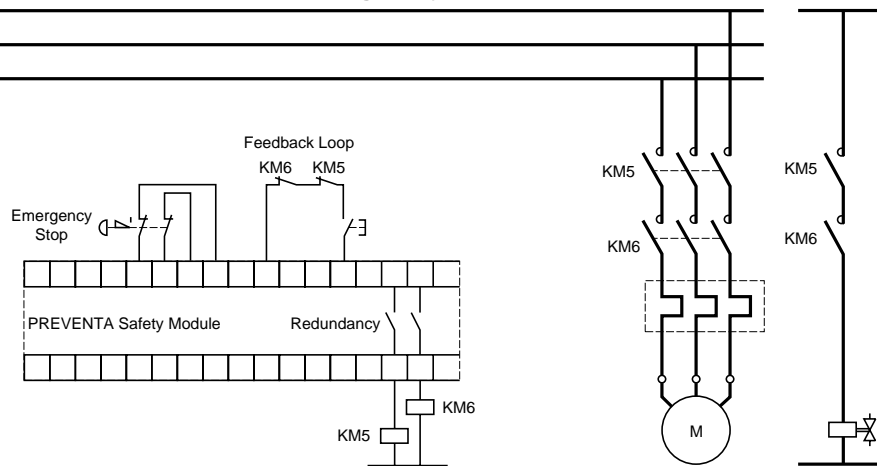 Feedback Loop
KM6 KM5
Emergency
Stop
PREVENTA Safety Module
Redundancy
KM6
KM5
KM5
KM6
M
KM5
KM6